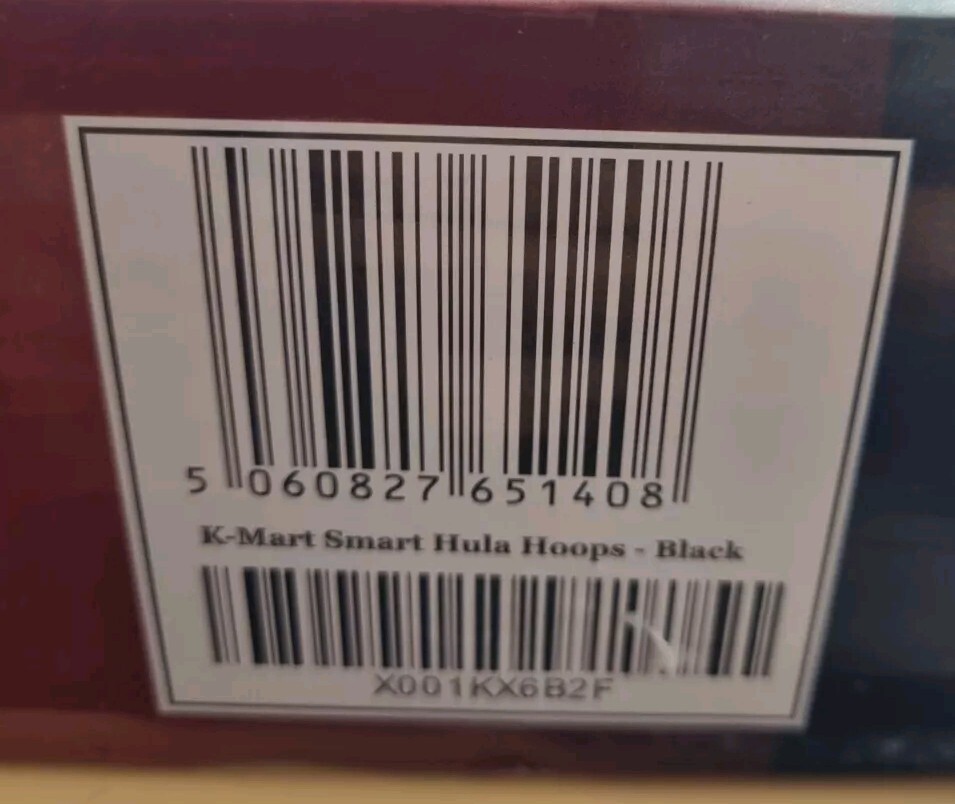 5 060827 651408
K-Mart Smart Hula Hoops - Black
X001KX6B2F